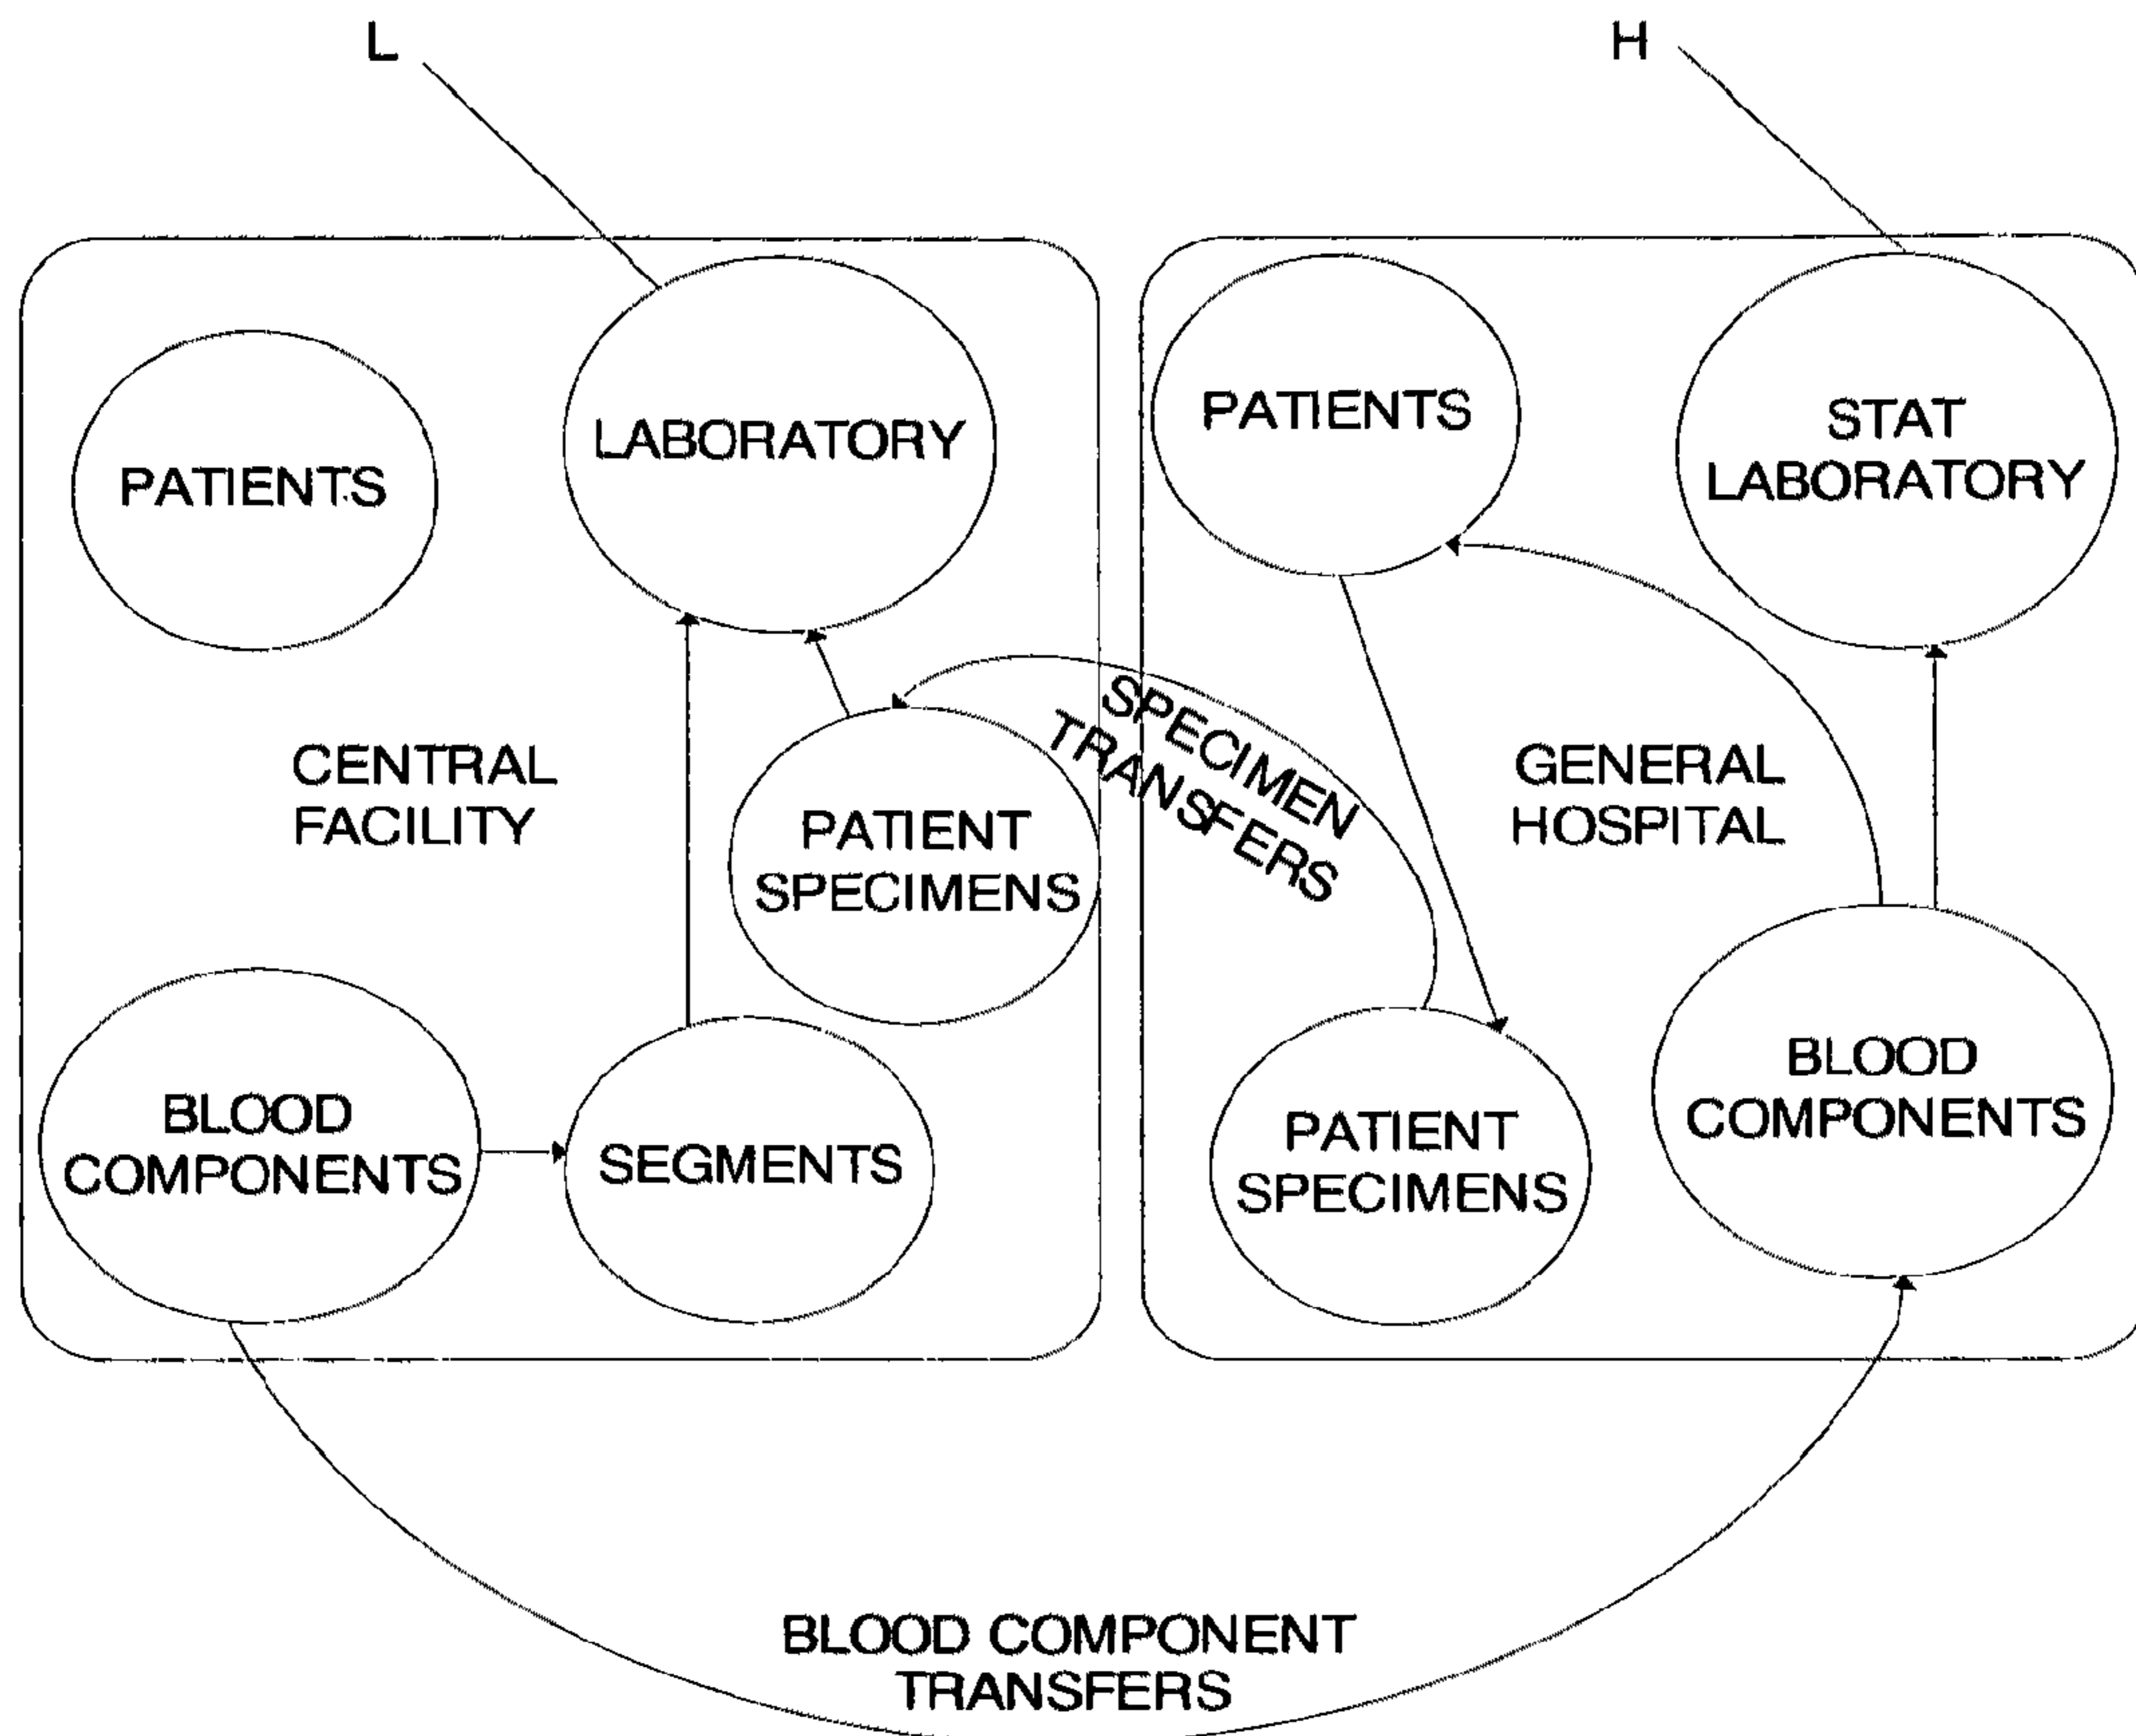 L
H
PATIENTS
LABORATORY
CENTRAL
FACILITY
PATIENT
SPECIMENS
BLOOD
COMPONENTS
SEGMENTS
SPECIMEN
TRANSFERS
PATIENTS
STAT
LABORATORY
GENERAL
HOSPITAL
PATIENT
SPECIMENS
BLOOD
COMPONENTS
BLOOD COMPONENT
TRANSFERS